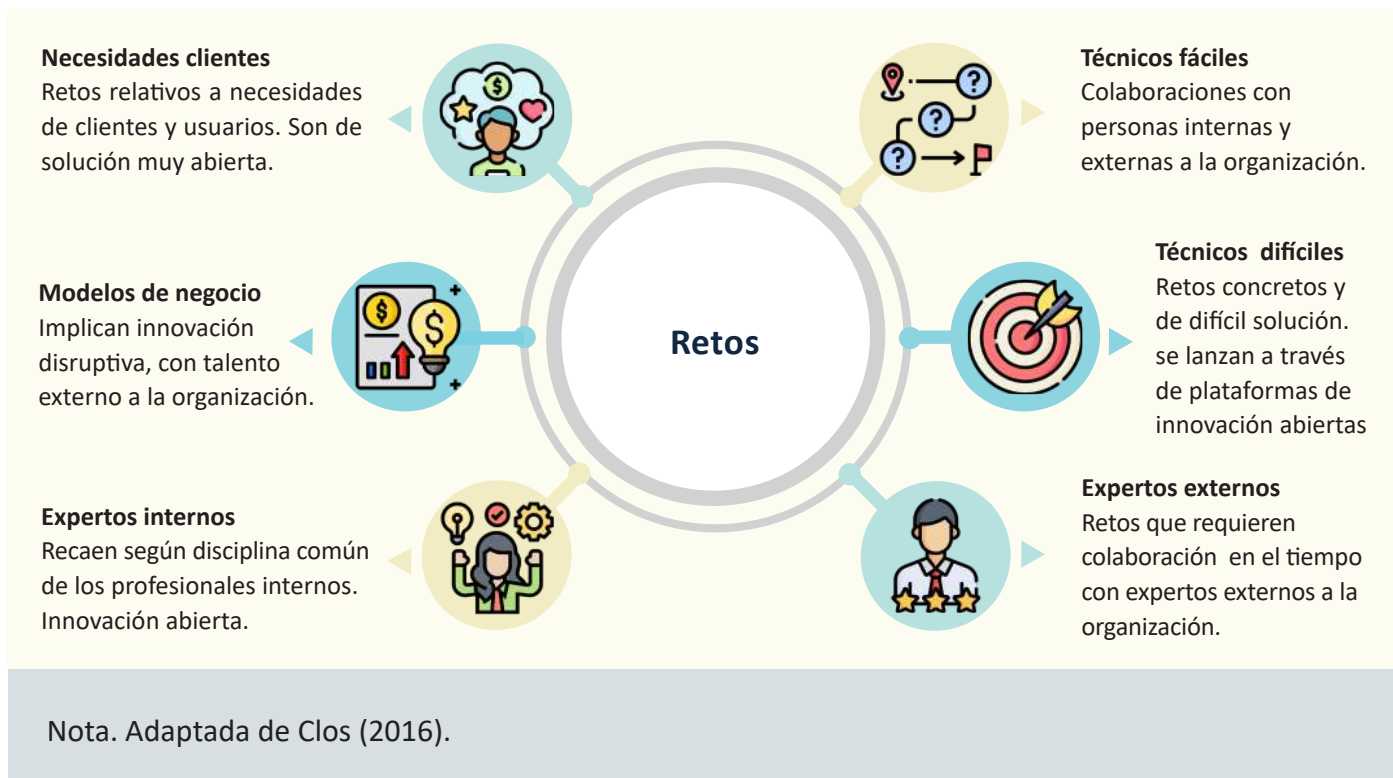 Necesidades clientes
Retos relativos a necesidades
de clientes y usuarios. Son de
solución muy abierta.
Modelos de negocio
Implican innovación
disruptiva, con talento
externo a la organización.
Expertos internos
Recaen según disciplina común
de los profesionales internos.
Innovación abierta.
Retos
Técnicos fáciles
Colaboraciones con
personas internas y
externas a la organización.
Técnicos difíciles
Retos concretos y
de difícil solución.
se lanzan a través
de plataformas de
innovación abiertas
Expertos externos
Retos que requieren
colaboración en el tiempo
con expertos externos a la
organización.
Nota. Adaptada de Clos (2016).